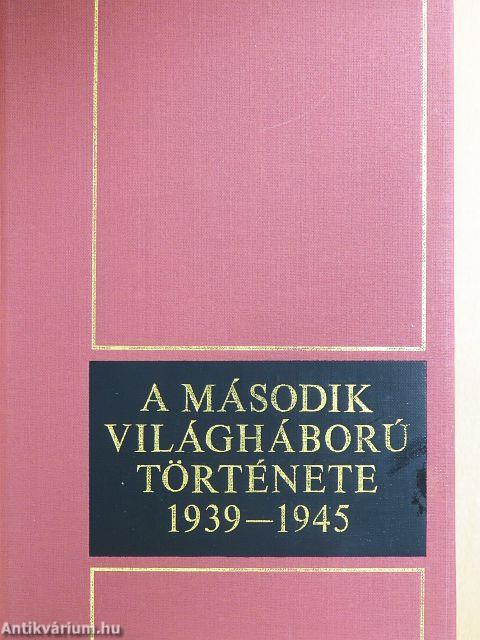 A MÁSODIK
VILÁGHÁBORÚ
TÖRTÉNETE
1939—1945
Antikvárium.hu